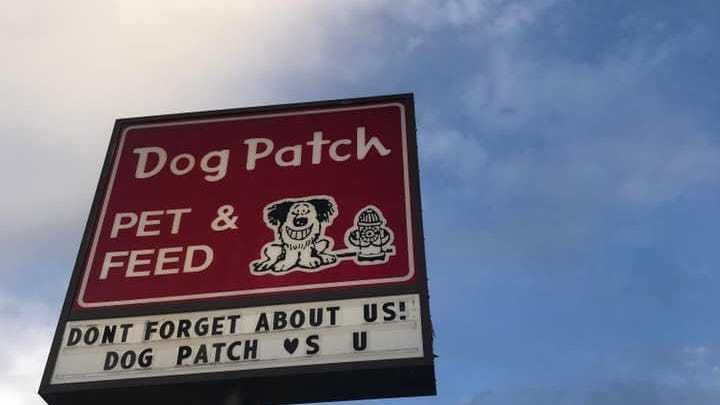 Dog Patch
PET &
FEED
DONT FORGET ABOUT US!
DOG PATCH ♥S U